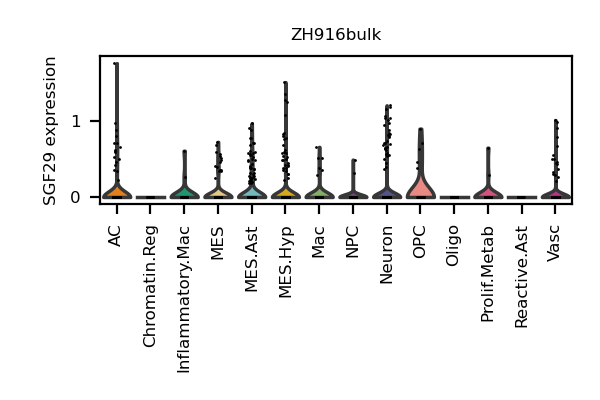 ZH916bulk
SGF29 expression
1
0
AC
Chromatin.Reg
Inflammatory.Mac
MES
MES.Ast
MES.Hyp
Mac
NPC
Neuron
OPC
Oligo
Prolif.Metab
Reactive.Ast
Vasc